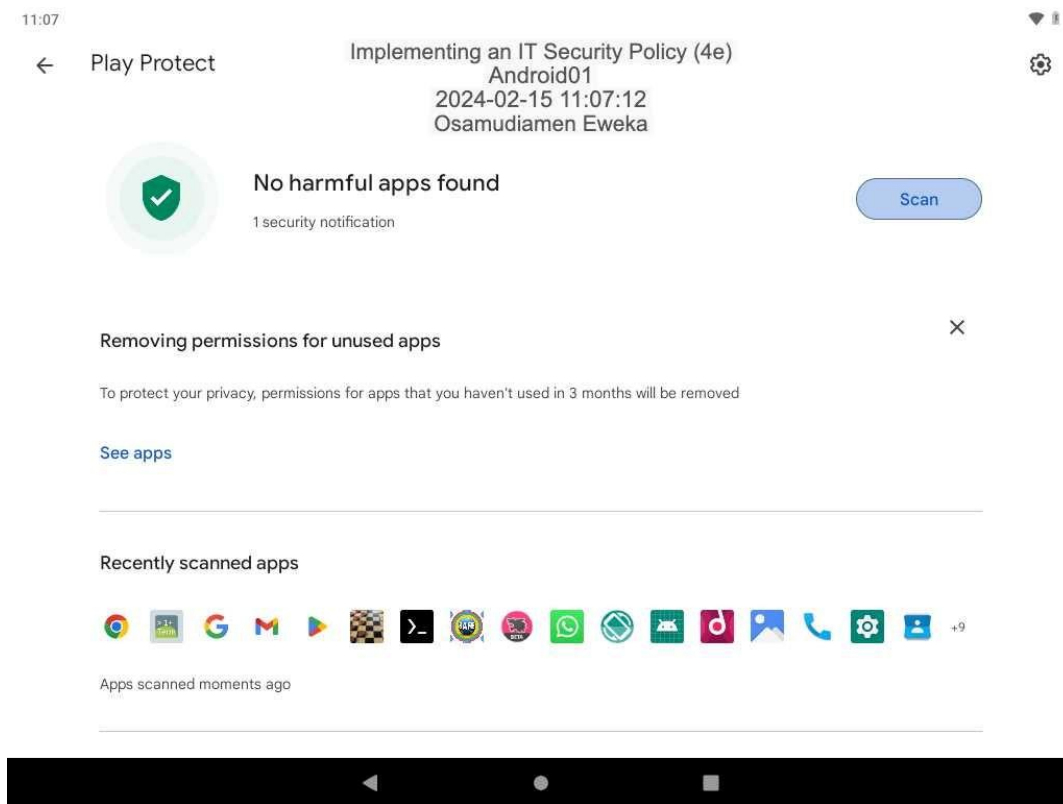 11:07
Play Protect
Implementing an IT Security Policy (4e)
Android01
2024-02-15 11:07:12
Osamudiamen Eweka
No harmful apps found
1 security notification
Scan
Removing permissions for unused apps
To protect your privacy, permissions for apps that you haven't used in 3 months will be removed
See apps
Recently scanned apps
+9
Apps scanned moments ago